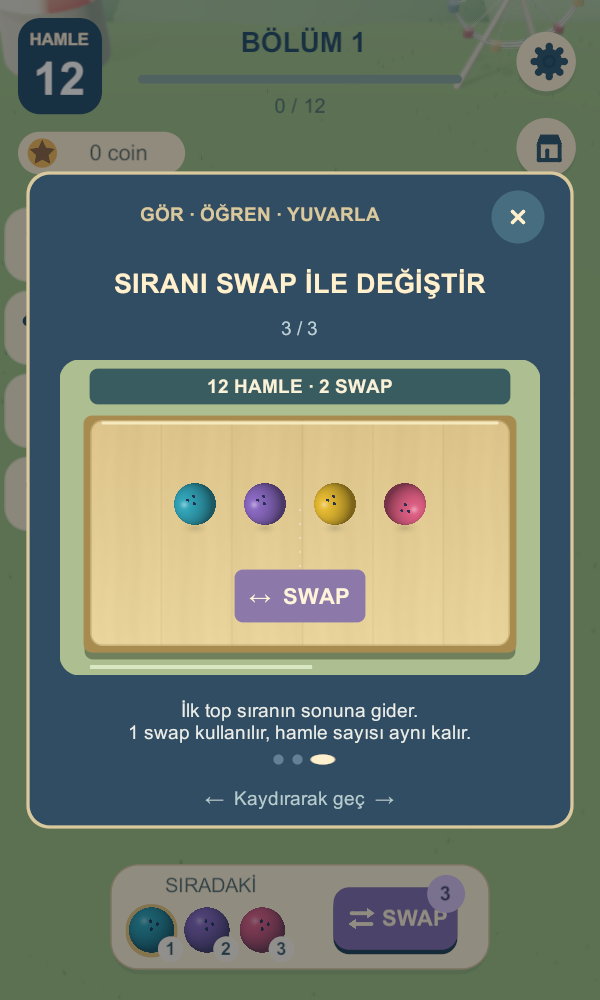 HAMLE
12
BÖLÜM 1
0 / 12
0 coin
GÖR · ÖĞREN · YUVARLA
×
SIRANI SWAP İLE DEĞİŞTİR
3 / 3
12 HAMLE · 2 SWAP
↔ SWAP
İlk top sıranın sonuna gider.
1 swap kullanılır, hamle sayısı aynı kalır.
← Kaydırarak geç →
SIRADAKİ
1
2
3
SWAP
3